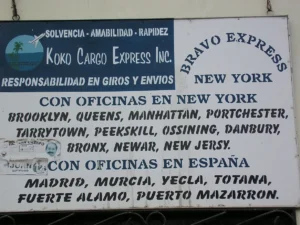 SOLVENCIA - AMABILIDAD - RAPIDEZ
KOKO CARGO EXPRESS INC.
RESPONSABILIDAD EN GIROS Y ENVIOS
BRAVO EXPRESS
NEW YORK
CON OFICINAS EN NEW YORK
BROOKLYN, QUEENS, MANHATTAN, PORTCHESTER,
TARRYTOWN, PEEKSKILL, OSSINING, DANBURY,
BRONX, NEWAR, NEW JERSY.
CON OFICINAS EN ESPAÑA
MADRID, MURCIA, YECLA, TOTANA,
FUERTE ALAMO, PUERTO MAZARRON.